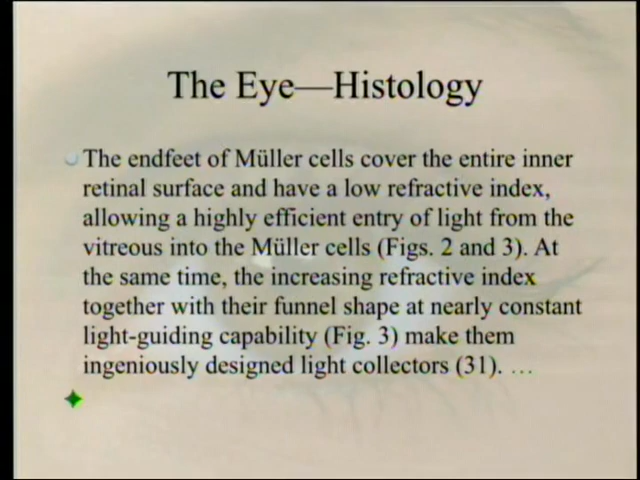 The Eye—Histology
The endfeet of Müller cells cover the entire inner
retinal surface and have a low refractive index,
allowing a highly efficient entry of light from the
vitreous into the Müller cells (Figs. 2 and 3). At
the same time, the increasing refractive index
together with their funnel shape at nearly constant
light-guiding capability (Fig. 3) make them
ingeniously designed light collectors (31). …